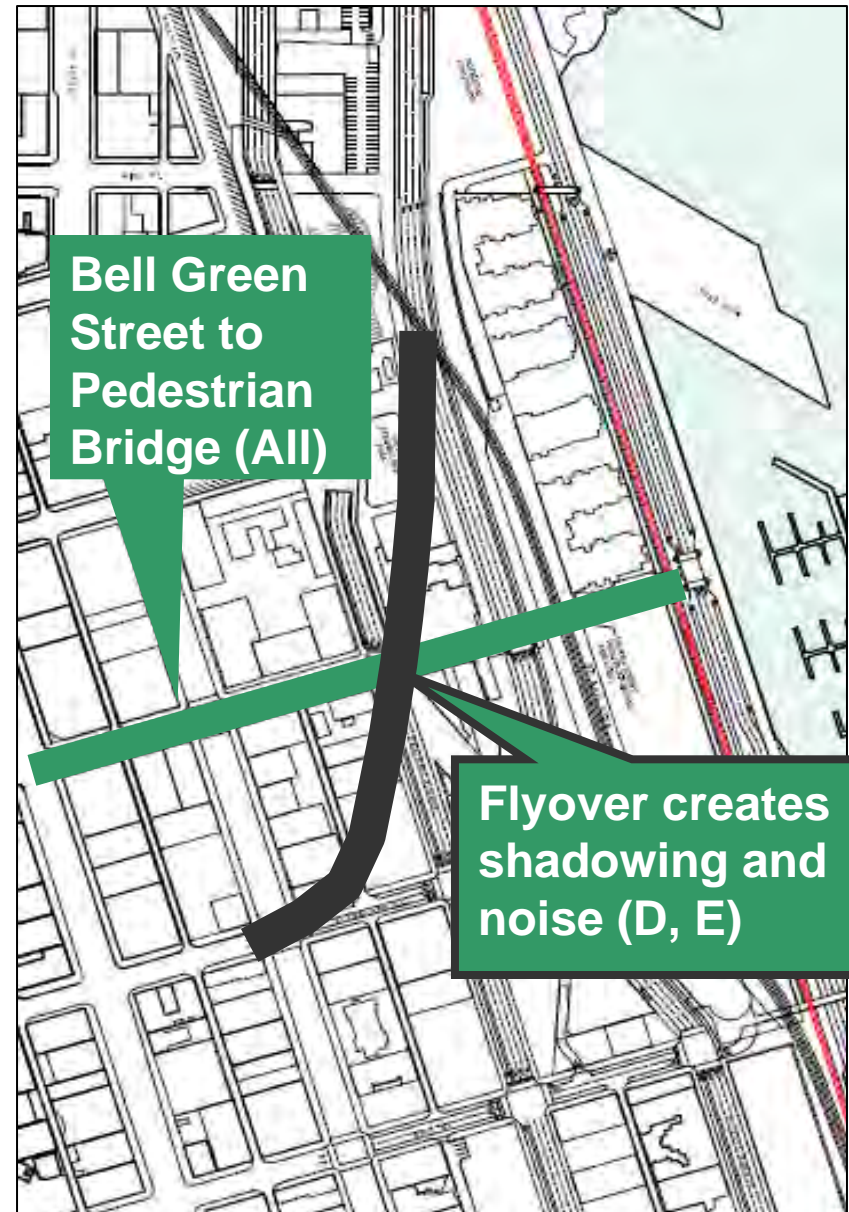 Bell Green
Street to
Pedestrian
Bridge (All)
Flyover creates
shadowing and
noise (D, E)